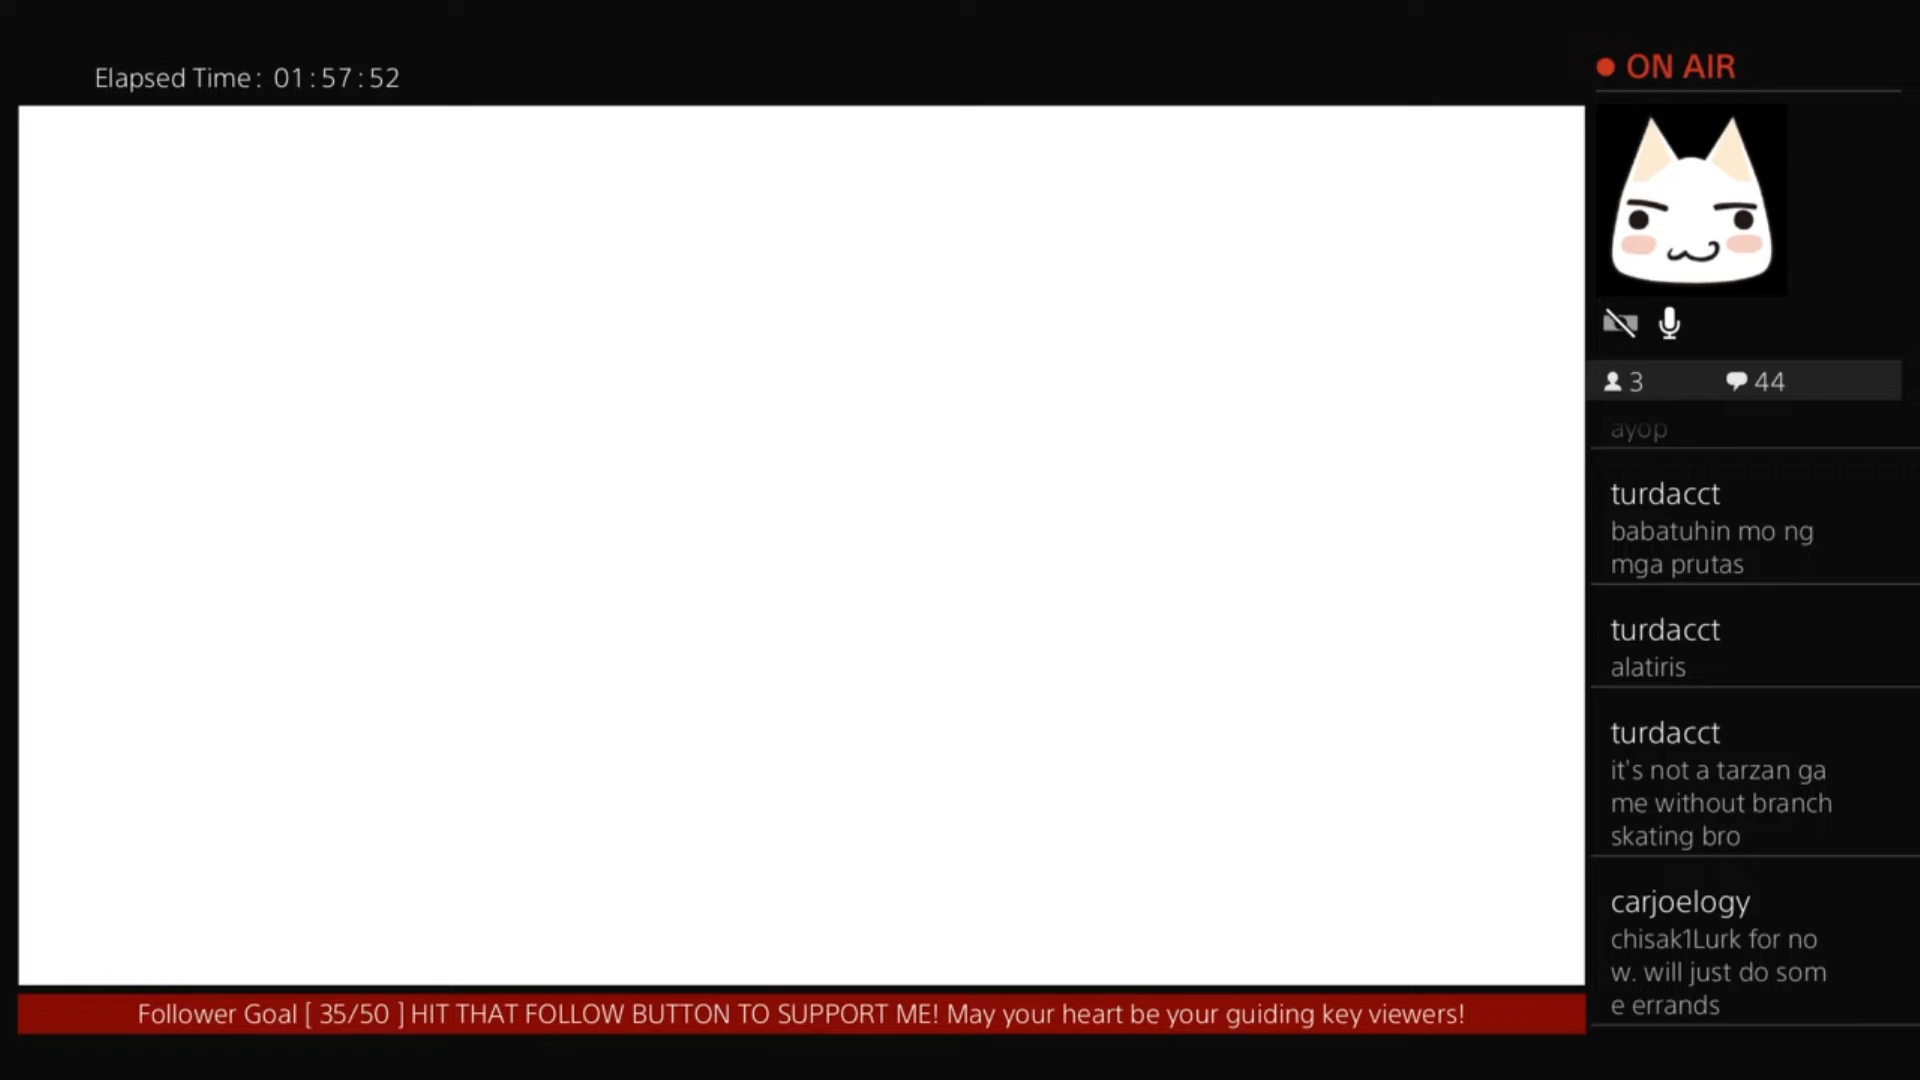 Elapsed Time: 01:57:52
ON AIR
3
44
ayop
turdacct
babatuhin mo ng
mga prutas
turdacct
alatiris
turdacct
it's not a tarzan ga
me without branch
skating bro
carjoelogy
chisak1Lurk for no
w. will just do som
e errands
Follower Goal [ 35/50 ] HIT THAT FOLLOW BUTTON TO SUPPORT ME! May your heart be your guiding key viewers!